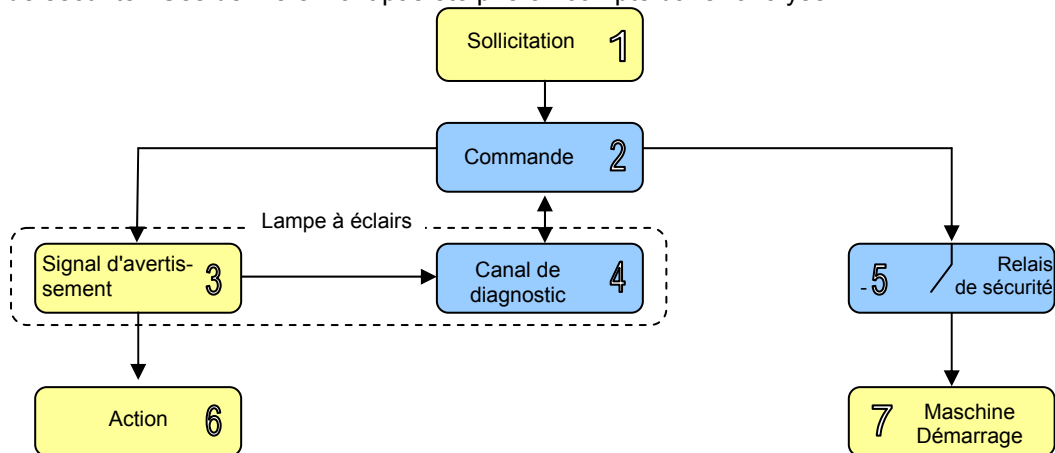 Sollicitation 1
Commande 2
Lampe à éclairs
Signal d'avertis-
sement 3
Canal de
diagnostic 4
- 5 Relais
de sécurité
Action 6
7 Maschine
Démarrage